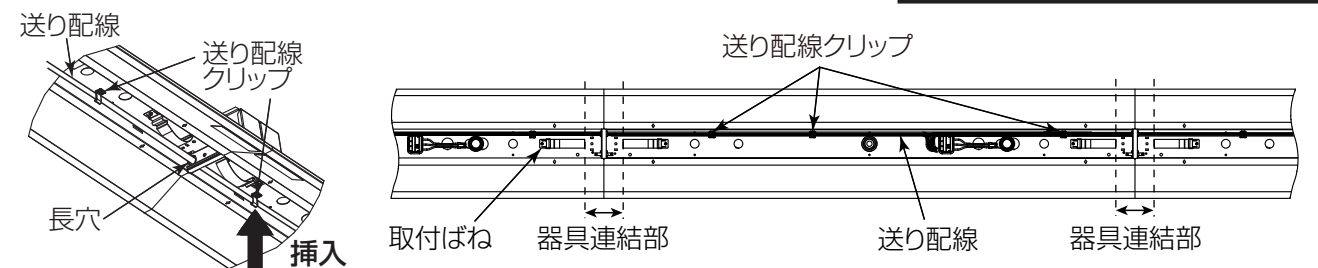 送り配線
送り配線
クリップ
長穴
挿入
送り配線クリップ
取付ばね
器具連結部
送り配線
器具連結部